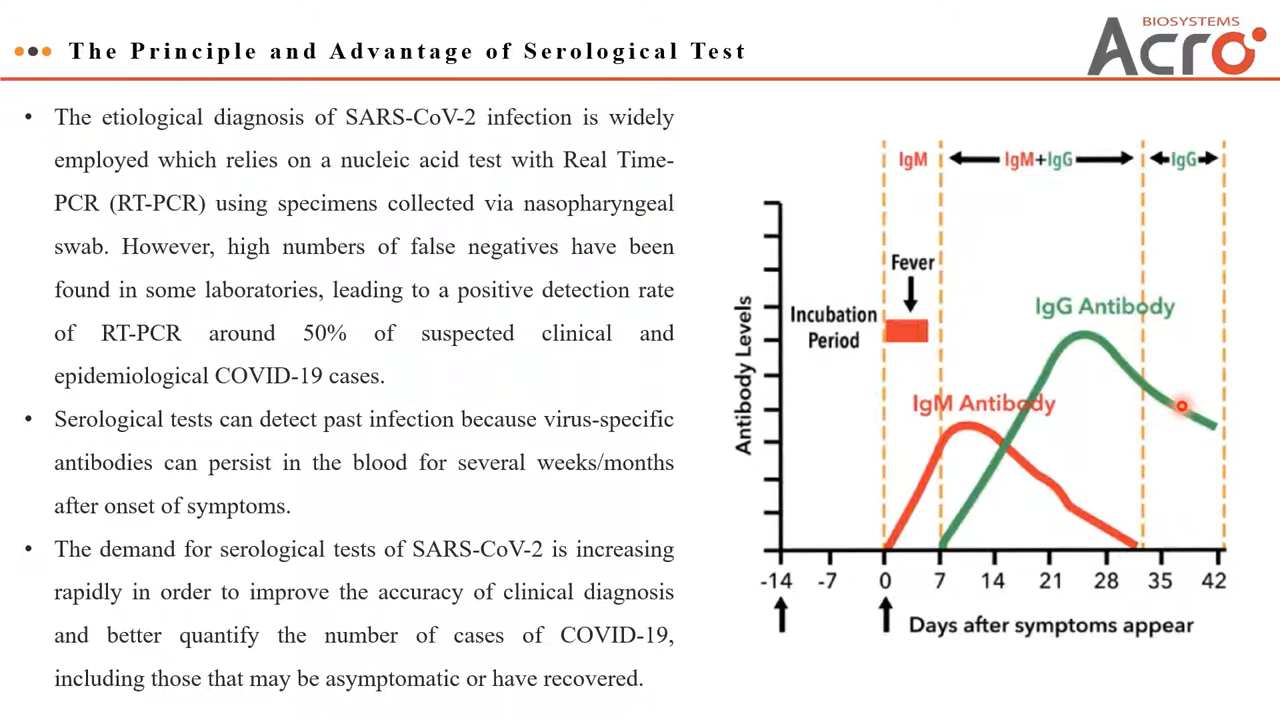 The Principle and Advantage of Serological Test
BIOSYSTEMS
Acro
• The etiological diagnosis of SARS-CoV-2 infection is widely
employed which relies on a nucleic acid test with Real Time-
PCR (RT-PCR) using specimens collected via nasopharyngeal
swab. However, high numbers of false negatives have been
found in some laboratories, leading to a positive detection rate
of RT-PCR around 50% of suspected clinical and
epidemiological COVID-19 cases.
• Serological tests can detect past infection because virus-specific
antibodies can persist in the blood for several weeks/months
after onset of symptoms.
• The demand for serological tests of SARS-CoV-2 is increasing
rapidly in order to improve the accuracy of clinical diagnosis
and better quantify the number of cases of COVID-19,
including those that may be asymptomatic or have recovered.
IgM IgM+IgG IgG
Fever
Incubation
Period
IgG Antibody
IgM Antibody
Antibody Levels
-14 -7 0 7 14 21 28 35 42
Days after symptoms appear